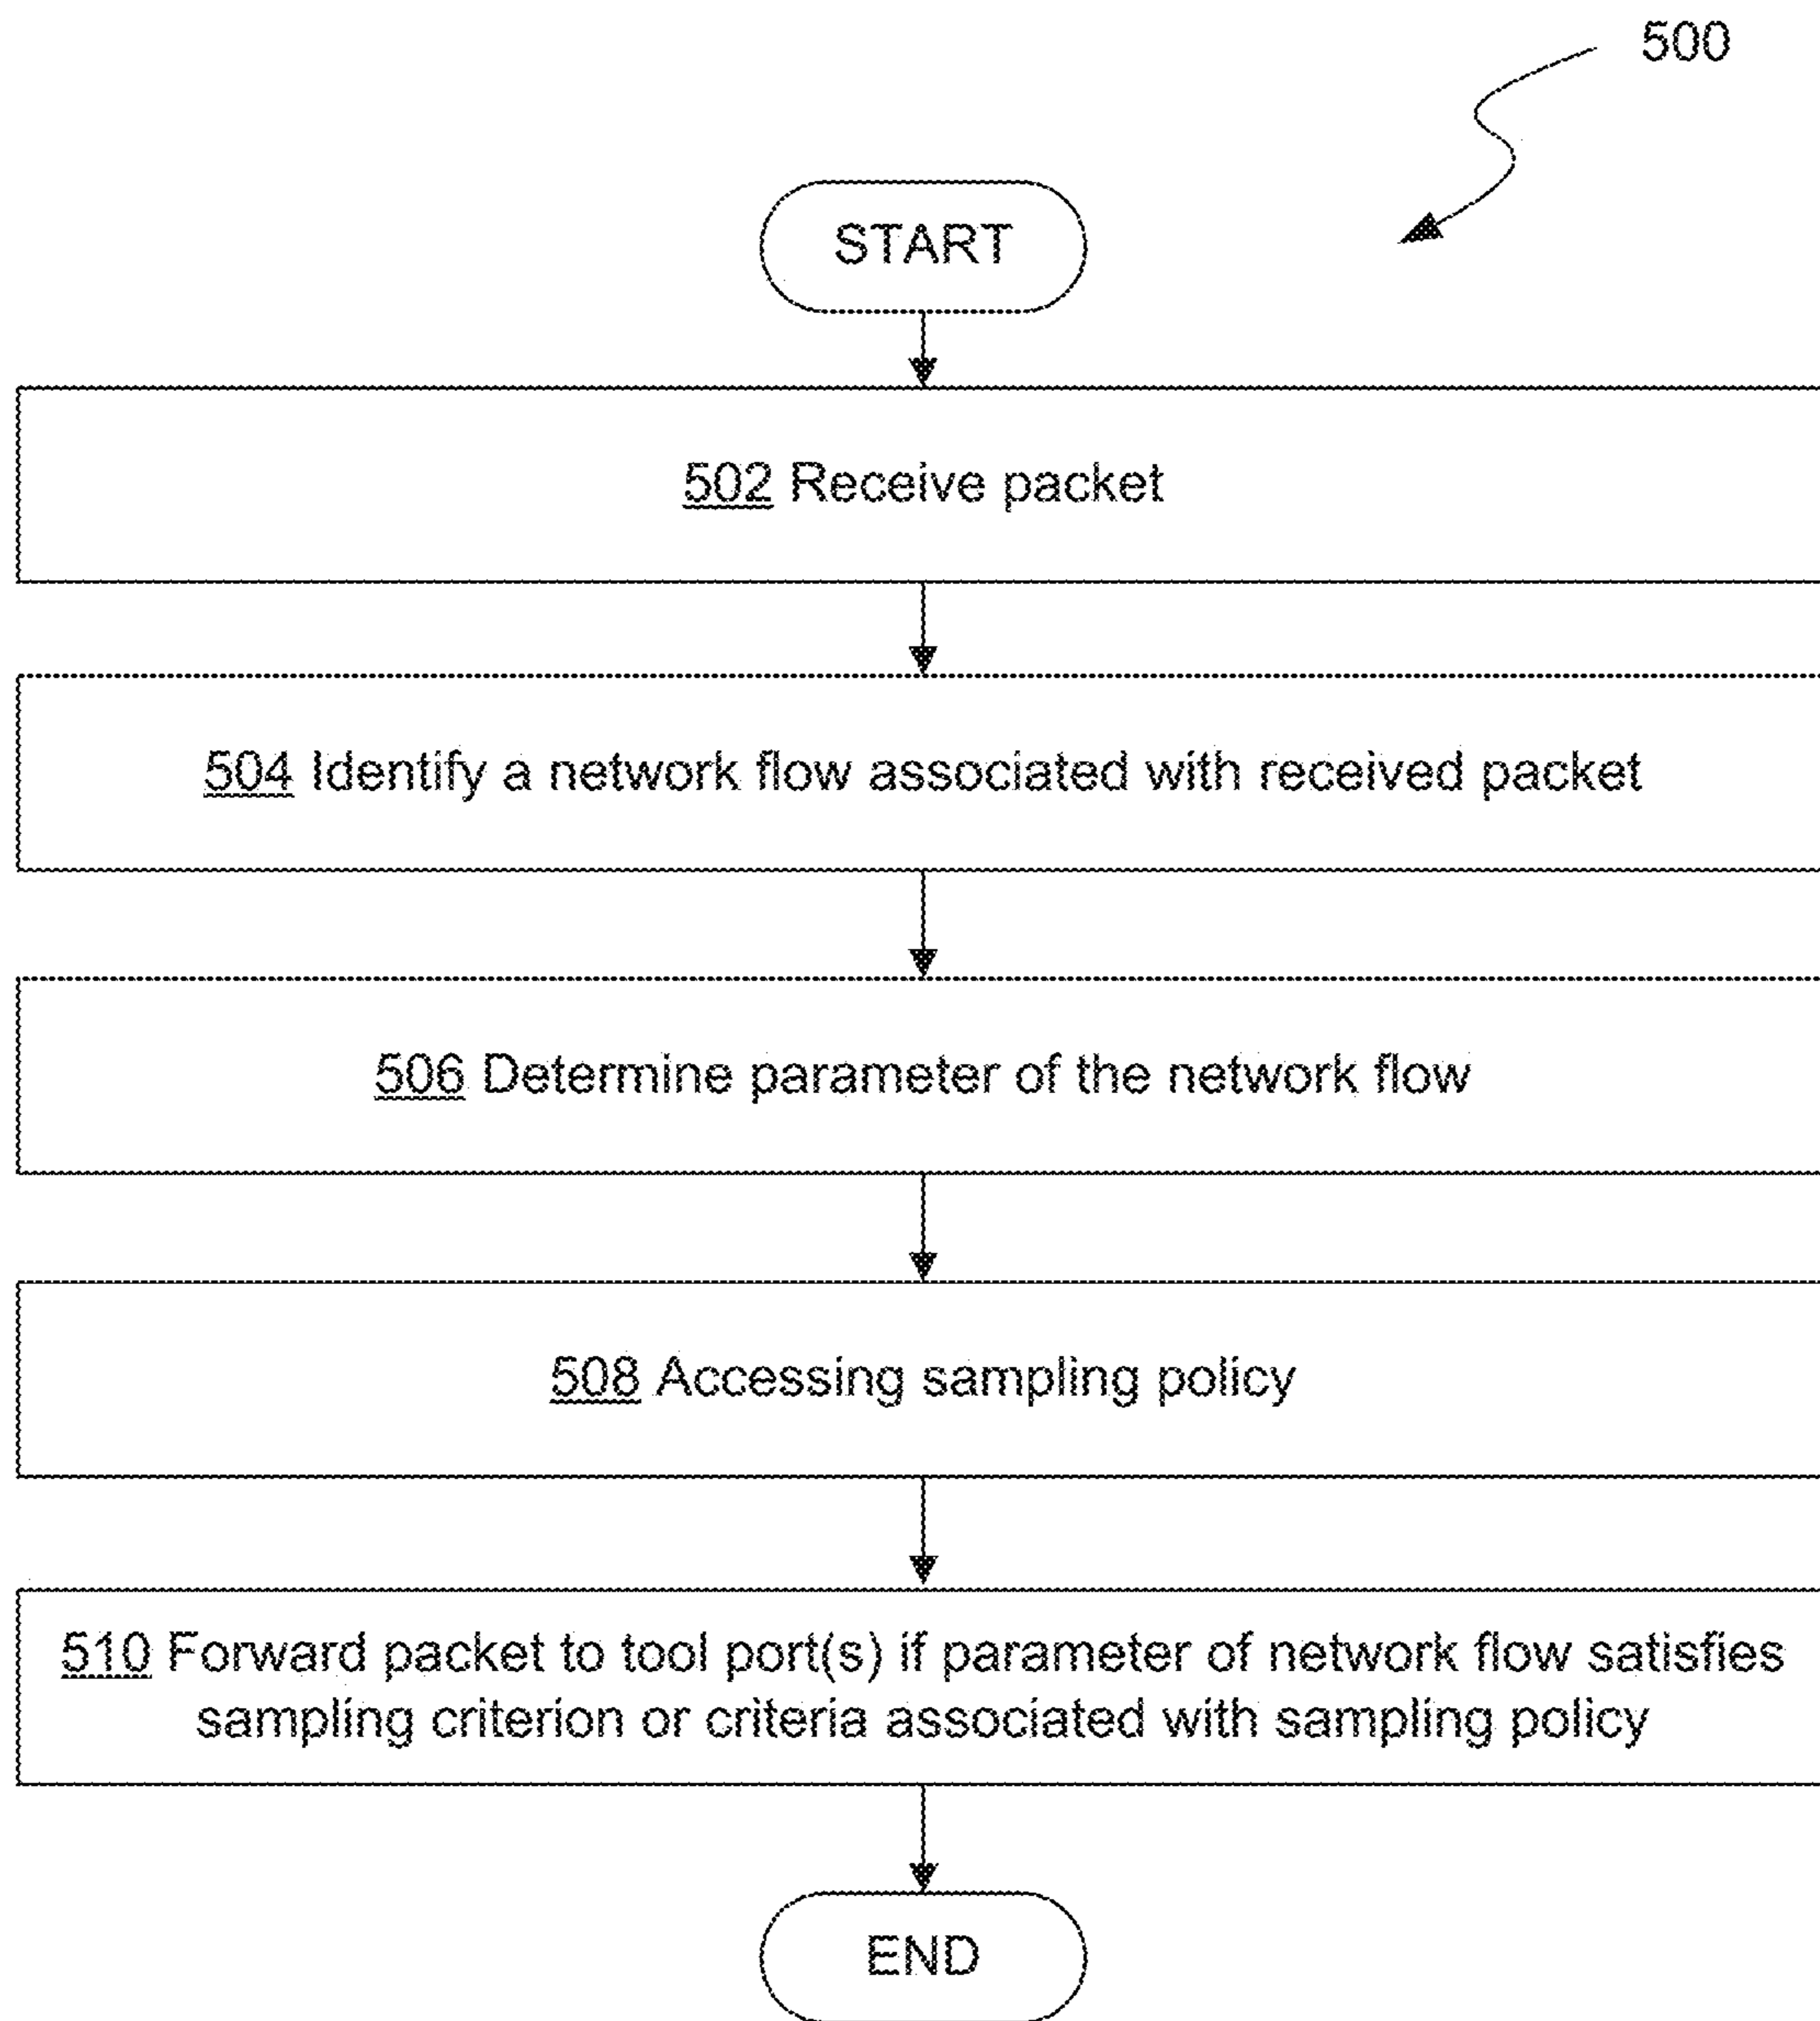 500
START
502 Receive packet
504 Identify a network flow associated with received packet
506 Determine parameter of the network flow
508 Accessing sampling policy
510 Forward packet to tool port(s) if parameter of network flow satisfies
sampling criterion or criteria associated with sampling policy
END